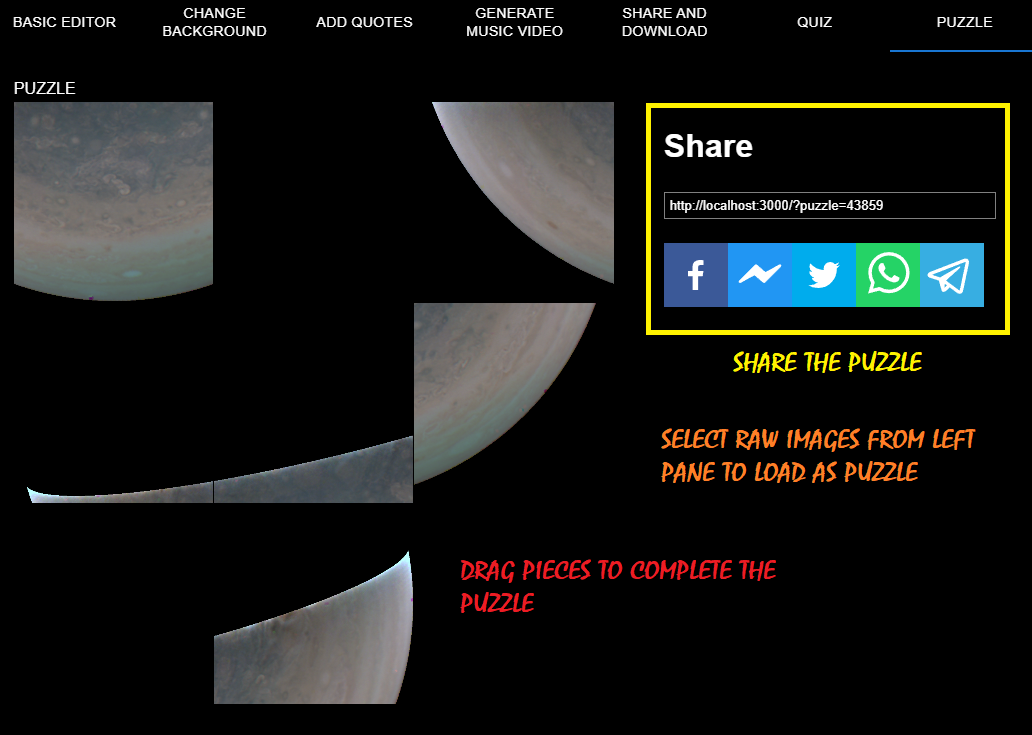 BASIC EDITOR
CHANGE
BACKGROUND
ADD QUOTES
GENERATE
MUSIC VIDEO
SHARE AND
DOWNLOAD
QUIZ
PUZZLE
PUZZLE
Share
http://localhost:3000/?puzzle=43859
SHARE THE PUZZLE
SELECT RAW IMAGES FROM LEFT
PANE TO LOAD AS PUZZLE
DRAG PIECES TO COMPLETE THE
PUZZLE